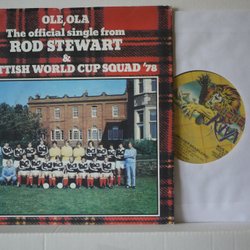 OLE, OLA
The official single from
ROD STEWART
&
TTISH WORLD CUP SQUAD '78